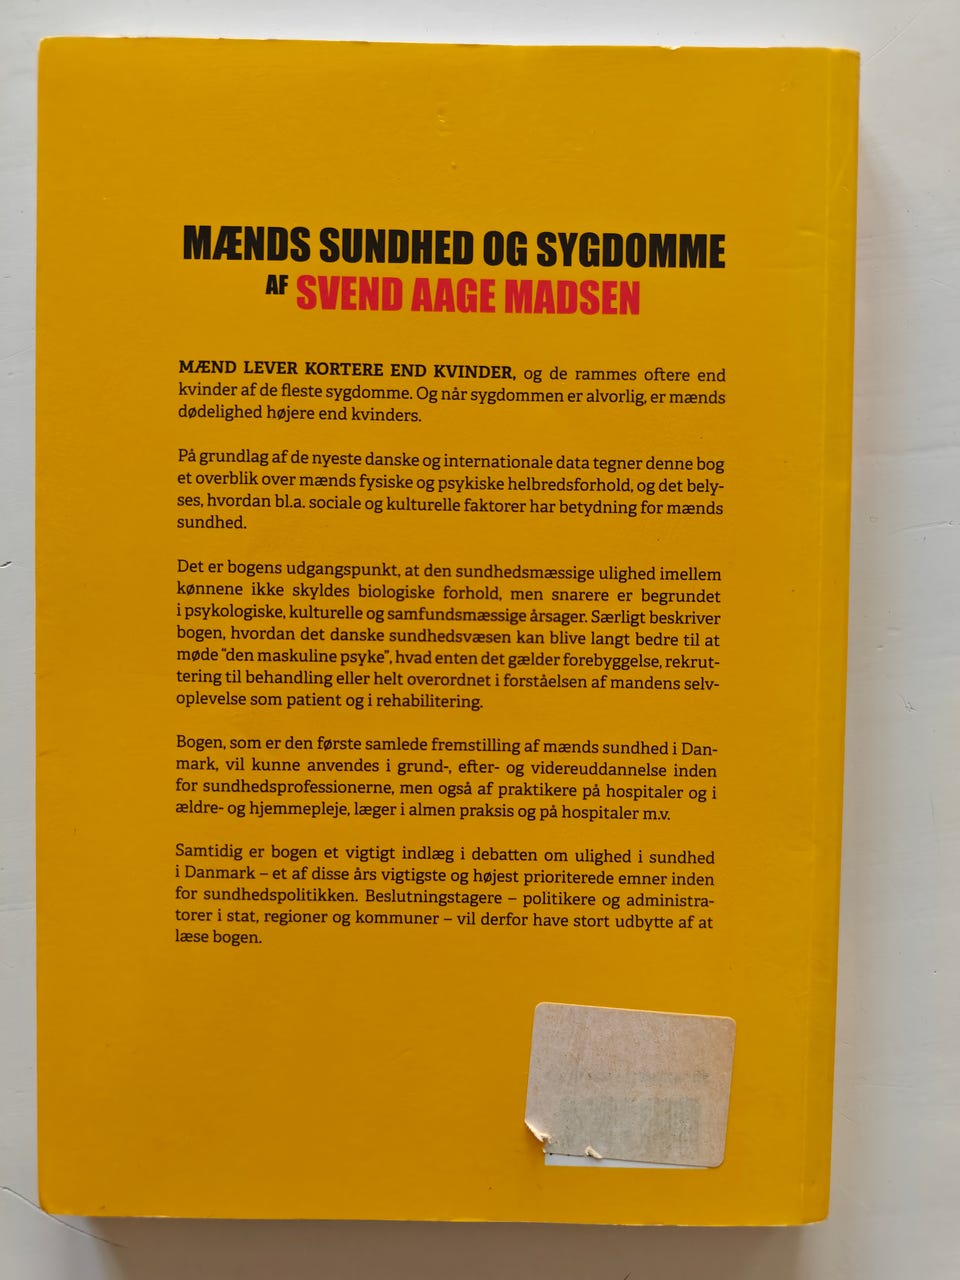 MÆNDS SUNDHED OG SYGDOMME
AF SVEND AAGE MADSEN
MÆND LEVER KORTERE END KVINDER, og de rammes oftere end
kvinder af de fleste sygdomme. Og når sygdommen er alvorlig, er mænds
dødelighed højere end kvinders.
På grundlag af de nyeste danske og internationale data tegner denne bog
et overblik over mænds fysiske og psykiske helbredsforhold, og det bely-
ses, hvordan bl.a. sociale og kulturelle faktorer har betydning for mænds
sundhed.
Det er bogens udgangspunkt, at den sundhedsmæssige ulighed imellem
kønnene ikke skyldes biologiske forhold, men snarere er begrundet
i psykologiske, kulturelle og samfundsmæssige årsager. Særligt beskriver
bogen, hvordan det danske sundhedsvæsen kan blive langt bedre til at
møde "den maskuline psyke", hvad enten det gælder forebyggelse, rekrut-
tering til behandling eller helt overordnet i forståelsen af mandens selv-
oplevelse som patient og i rehabilitering.
Bogen, som er den første samlede fremstilling af mænds sundhed i Dan-
mark, vil kunne anvendes i grund-, efter- og videreuddannelse inden
for sundhedsprofessionerne, men også af praktikere på hospitaler og i
ældre- og hjemmepleje, læger i almen praksis og på hospitaler m.v.
Samtidig er bogen et vigtigt indlæg i debatten om ulighed i sundhed
i Danmark – et af disse års vigtigste og højest prioriterede emner inden
for sundhedspolitikken. Beslutningstagere – politikere og administra-
torer i stat, regioner og kommuner – vil derfor have stort udbytte af at
læse bogen.